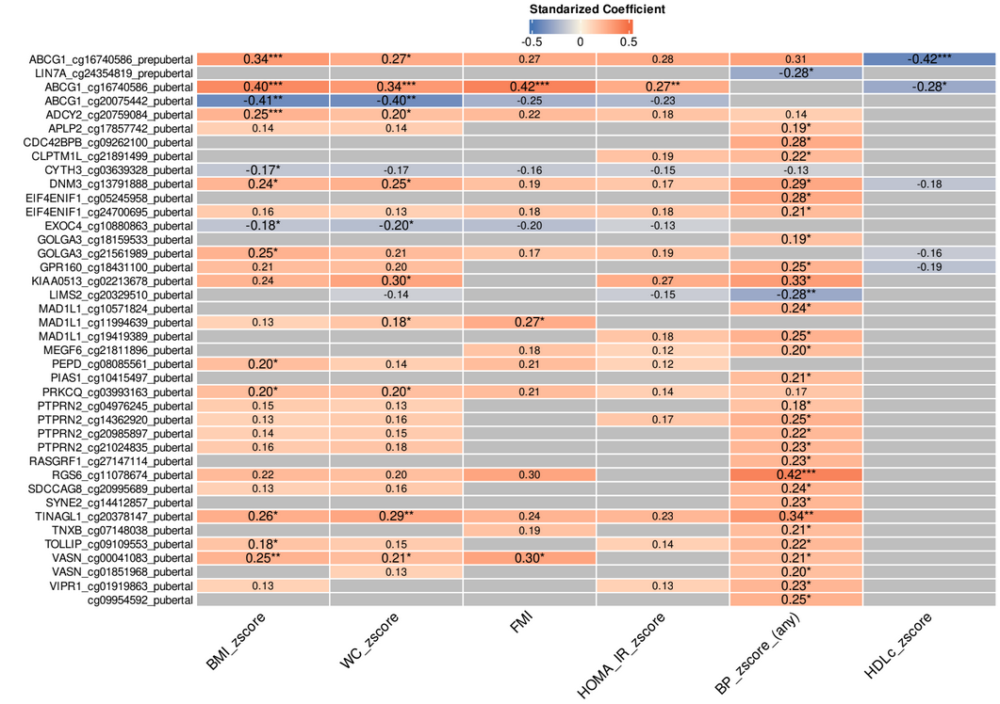 Standarized Coefficient
-0.5 0 0.5
ABCG1_cg16740586_prepubertal 0.34*** 0.27* 0.27 0.28 0.31 -0.42***
LIN7A_cg24354819_prepubertal -0.28*
ABCG1_cg16740586_pubertal 0.40*** 0.34*** 0.42*** 0.27** -0.28*
ABCG1_cg20075442_pubertal -0.41** -0.40** -0.25 -0.23
ADCY2_cg20759084_pubertal 0.25*** 0.20* 0.22 0.18 0.14
APLP2_cg17857742_pubertal 0.14 0.14 0.19*
CDC42BPB_cg09262100_pubertal 0.28*
CLPTM1L_cg21891499_pubertal 0.19 0.22*
CYTH3_cg03639328_pubertal -0.17* -0.17 -0.16 -0.15 -0.13
DNM3_cg13791888_pubertal 0.24* 0.25* 0.19 0.17 0.29* -0.18
EIF4ENIF1_cg05245958_pubertal 0.28*
EIF4ENIF1_cg24700695_pubertal 0.16 0.13 0.18 0.18 0.21*
EXOC4_cg10880863_pubertal -0.18* -0.20* -0.20 -0.13
GOLGA3_cg18159533_pubertal 0.19*
GOLGA3_cg21561989_pubertal 0.25* 0.21 0.17 0.19 -0.16
GPR160_cg18431100_pubertal 0.21 0.20 0.25* -0.19
KIAA0513_cg02213678_pubertal 0.24 0.30* 0.27 0.33*
LIMS2_cg20329510_pubertal -0.14 -0.15 -0.28**
MAD1L1_cg10571824_pubertal 0.24*
MAD1L1_cg11994639_pubertal 0.13 0.18* 0.27*
MAD1L1_cg19419389_pubertal 0.18 0.25*
MEGF6_cg21811896_pubertal 0.18 0.12 0.20*
PEPD_cg08085561_pubertal 0.20* 0.14 0.21 0.12
PIAS1_cg10415497_pubertal 0.21*
PRKCQ_cg03993163_pubertal 0.20* 0.20* 0.21 0.14 0.17
PTPRN2_cg04976245_pubertal 0.15 0.13 0.18*
PTPRN2_cg14362920_pubertal 0.13 0.16 0.17 0.25*
PTPRN2_cg20985897_pubertal 0.14 0.15 0.22*
PTPRN2_cg21024835_pubertal 0.16 0.18 0.23*
RASGRF1_cg27147114_pubertal 0.23*
RGS6_cg11078674_pubertal 0.22 0.20 0.30 0.42***
SDCCAG8_cg20995689_pubertal 0.13 0.16 0.24*
SYNE2_cg14412857_pubertal 0.23*
TINAGL1_cg20378147_pubertal 0.26* 0.29** 0.24 0.23 0.34**
TNXB_cg07148038_pubertal 0.19 0.21*
TOLLIP_cg09109553_pubertal 0.18* 0.15 0.14 0.22*
VASN_cg00041083_pubertal 0.25** 0.21* 0.30* 0.21*
VASN_cg01851968_pubertal 0.13 0.20*
VIPR1_cg01919863_pubertal 0.13 0.13 0.23*
cg09954592_pubertal 0.25*
BMI_zscore WC_zscore FMI HOMA_IR_zscore BP_zscore_(any) HDLc_zscore